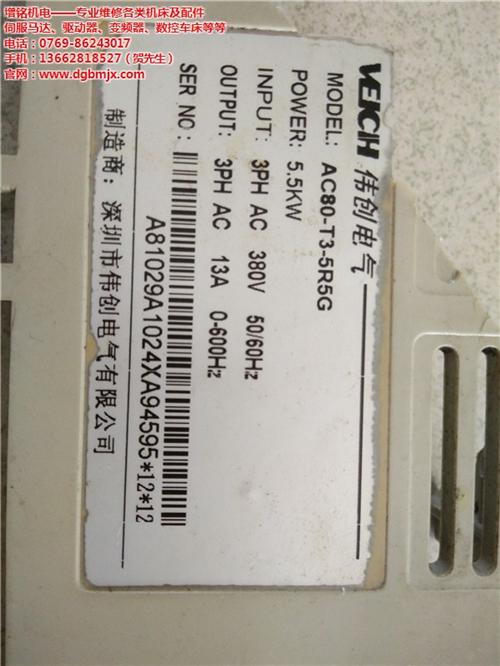 增铭机电——专业维修各类机床及配件
伺服马达、驱动器、变频器、数控车床等等
电话：0769-86243017
手机：13662818527（贺先生）
官网：www.dgbmjx.com
VEICHI 伟创电气
MODEL: AC80-T3-5R5G
POWER: 5.5KW
INPUT: 3PH AC 380V 50/60Hz
OUTPUT: 3PH AC 13A 0-600Hz
SER NO:
A81029A1024XA94595*12*12
制造商：深圳市伟创电气有限公司